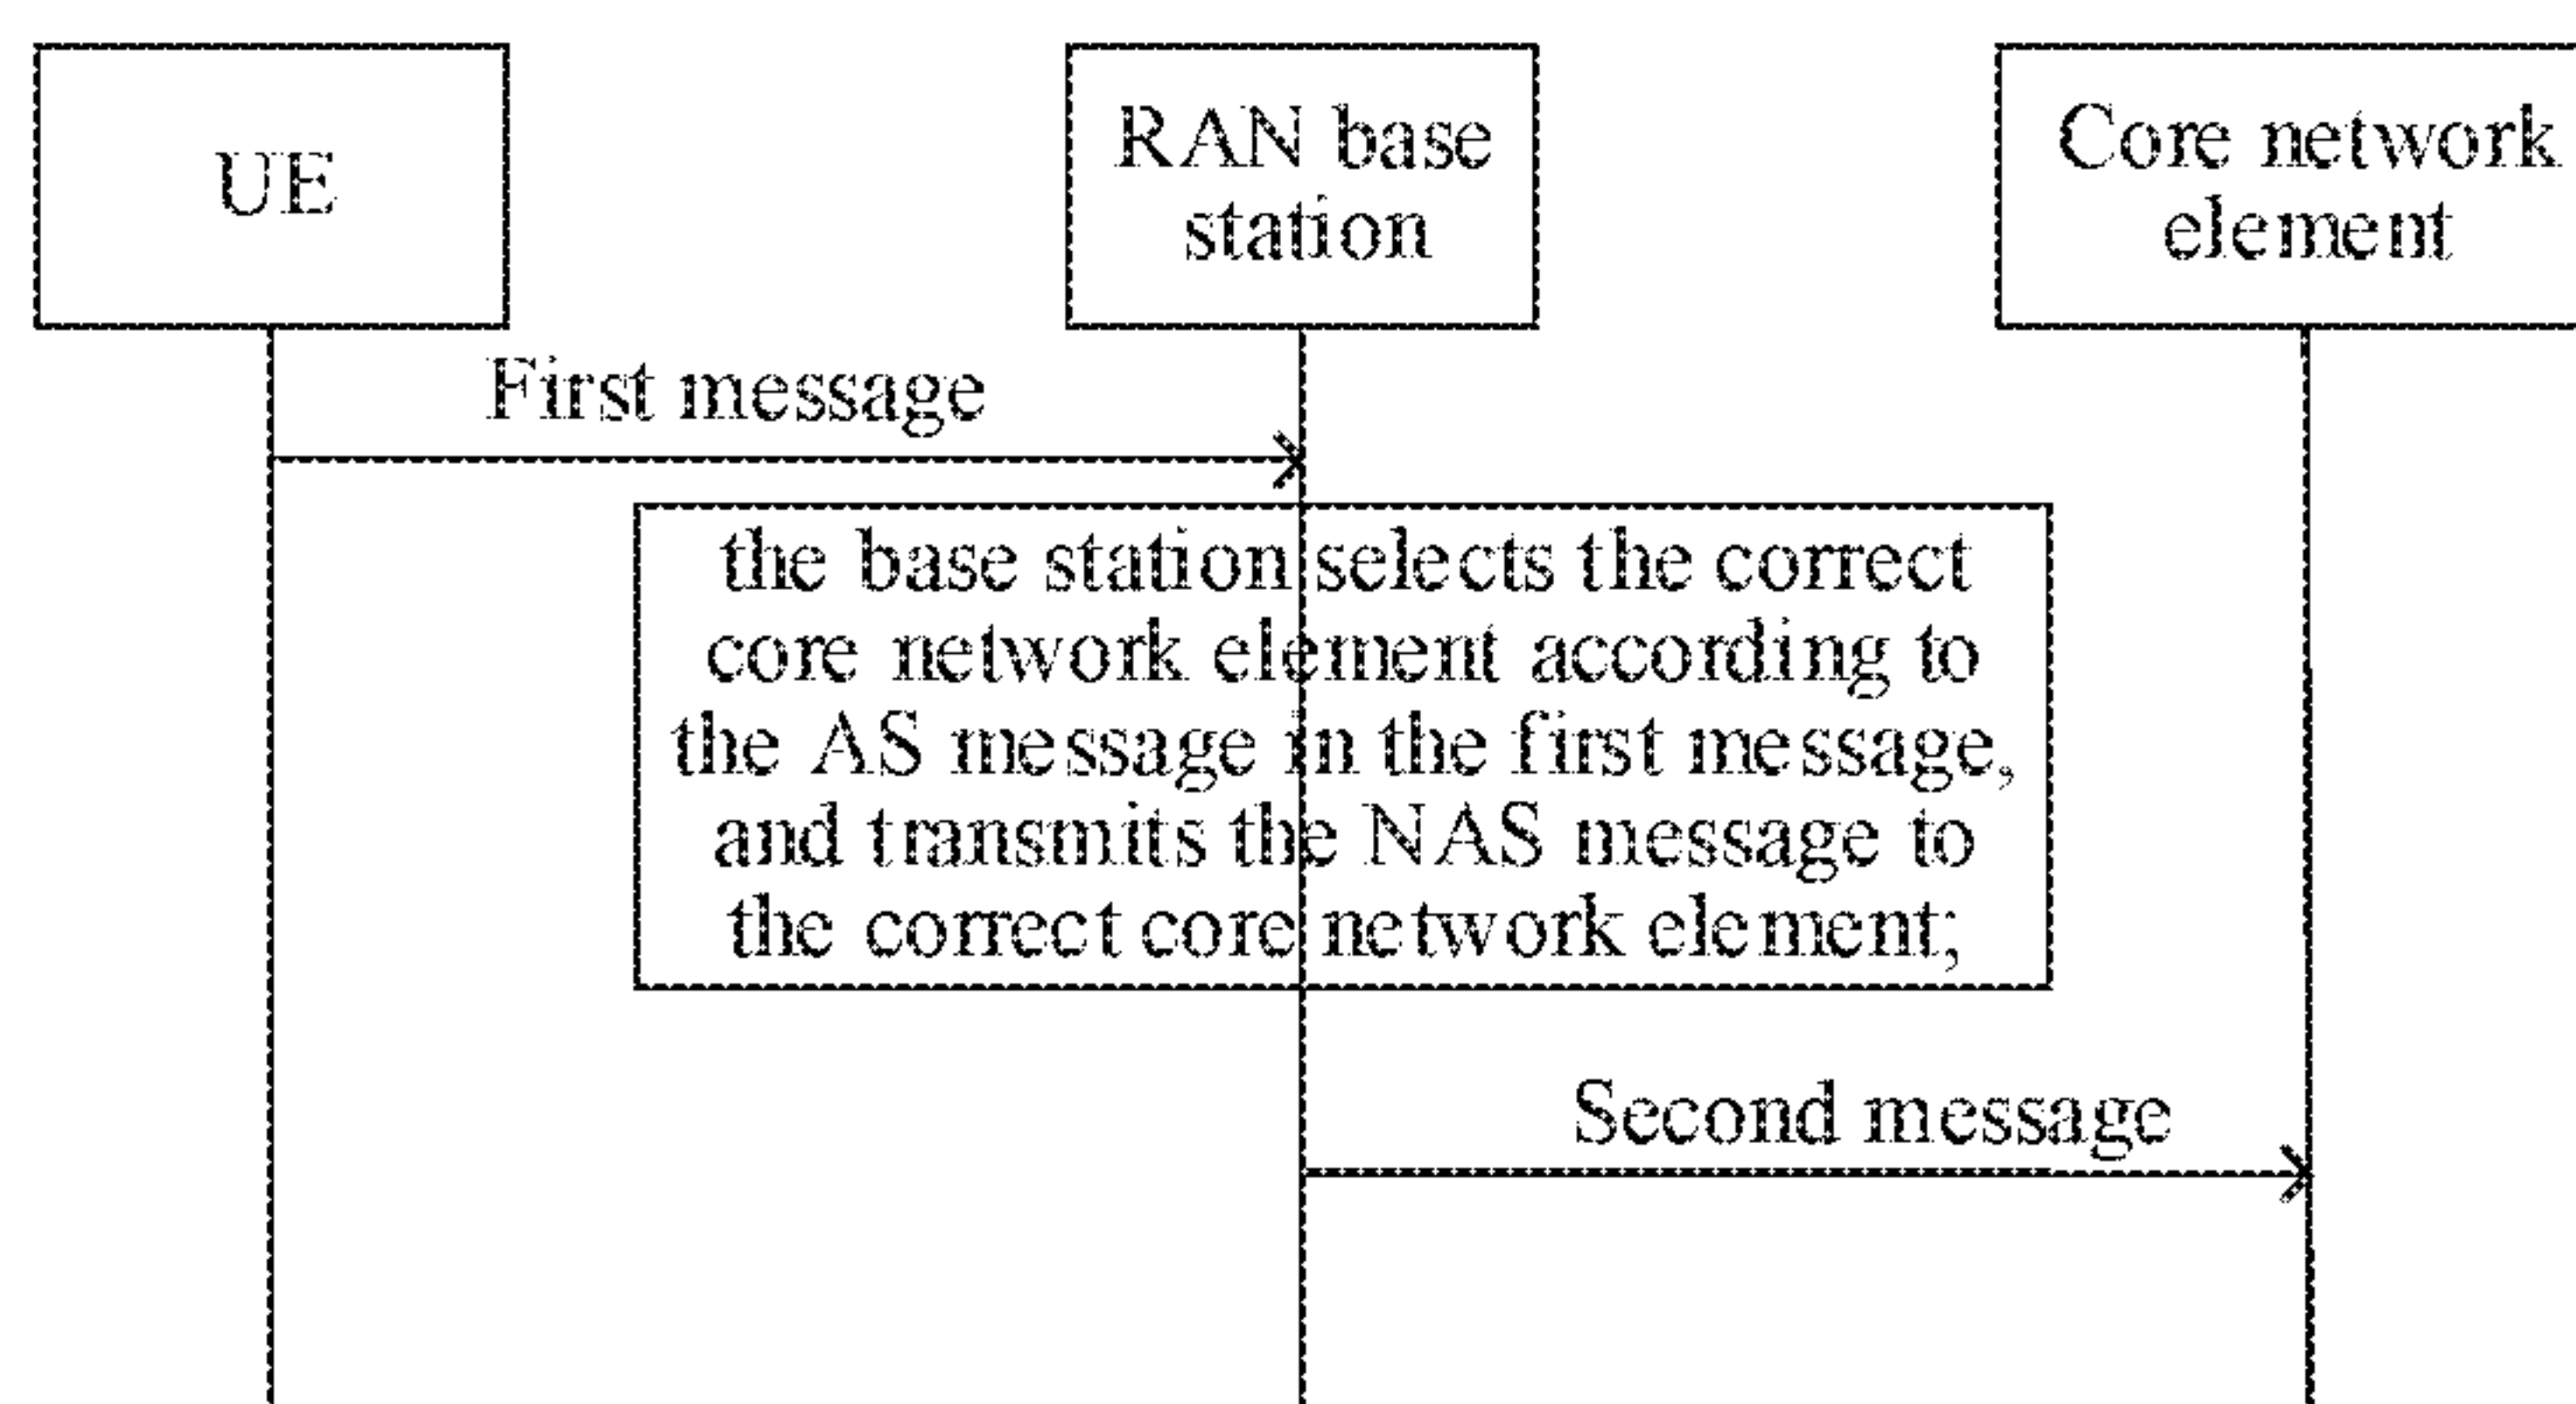 UE
RAN base
station
Core network
element
First message
the base station selects the correct
core network element according to
the AS message in the first message,
and transmits the NAS message to
the correct core network element;
Second message